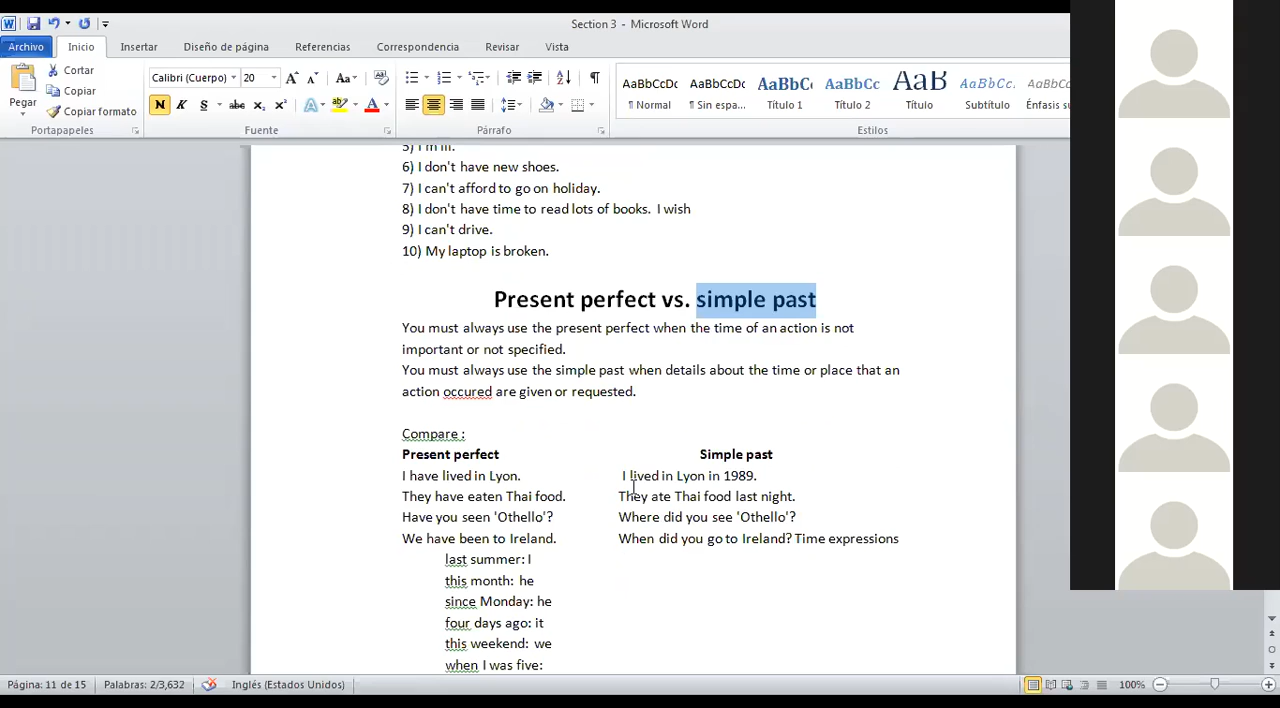 Section 3 - Microsoft Word
Archivo Inicio Insertar Diseño de página Referencias Correspondencia Revisar Vista
Pegar
Cortar
Copiar
Copiar formato
Portapapeles
Calibri (Cuerpo) 20
N K S abc x₂ x²
Fuente
Párrafo
AaBbCcDc AaBbCcDc AaBbC AaBbCc AaB AaBbCc. AaBbCc
¶ Normal ¶ Sin espa... Título 1 Título 2 Título Subtítulo Énfasis su
Estilos
5) I'm ill.
6) I don't have new shoes.
7) I can't afford to go on holiday.
8) I don't have time to read lots of books. I wish
9) I can't drive.
10) My laptop is broken.
Present perfect vs. simple past
You must always use the present perfect when the time of an action is not
important or not specified.
You must always use the simple past when details about the time or place that an
action occured are given or requested.
Compare :
Present perfect Simple past
I have lived in Lyon. I lived in Lyon in 1989.
They have eaten Thai food. They ate Thai food last night.
Have you seen 'Othello'? Where did you see 'Othello'?
We have been to Ireland. When did you go to Ireland? Time expressions
last summer: I
this month: he
since Monday: he
four days ago: it
this weekend: we
when I was five:
Página: 11 de 15 Palabras: 2/3,632 Inglés (Estados Unidos) 100%